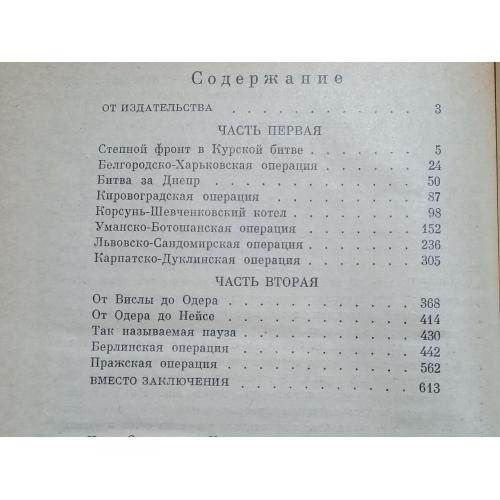 Содержание
ОТ ИЗДАТЕЛЬСТВА . . . . . . . . . . . . 3
ЧАСТЬ ПЕРВАЯ
Степной фронт в Курской битве . . . . . . . 5
Белгородско-Харьковская операция . . . . . . 24
Битва за Днепр . . . . . . . . . . . . . 50
Кировоградская операция . . . . . . . . . 87
Корсунь-Шевченковский котел . . . . . . . . 98
Уманско-Ботошанская операция . . . . . . . 152
Львовско-Сандомирская операция . . . . . . . 236
Карпатско-Дуклинская операция . . . . . . . 305
ЧАСТЬ ВТОРАЯ
От Вислы до Одера . . . . . . . . . . . 368
От Одера до Нейсе . . . . . . . . . . . 414
Так называемая пауза . . . . . . . . . . 430
Берлинская операция . . . . . . . . . . 442
Пражская операция . . . . . . . . . . . 562
ВМЕСТО ЗАКЛЮЧЕНИЯ . . . . . . . . . . . 613